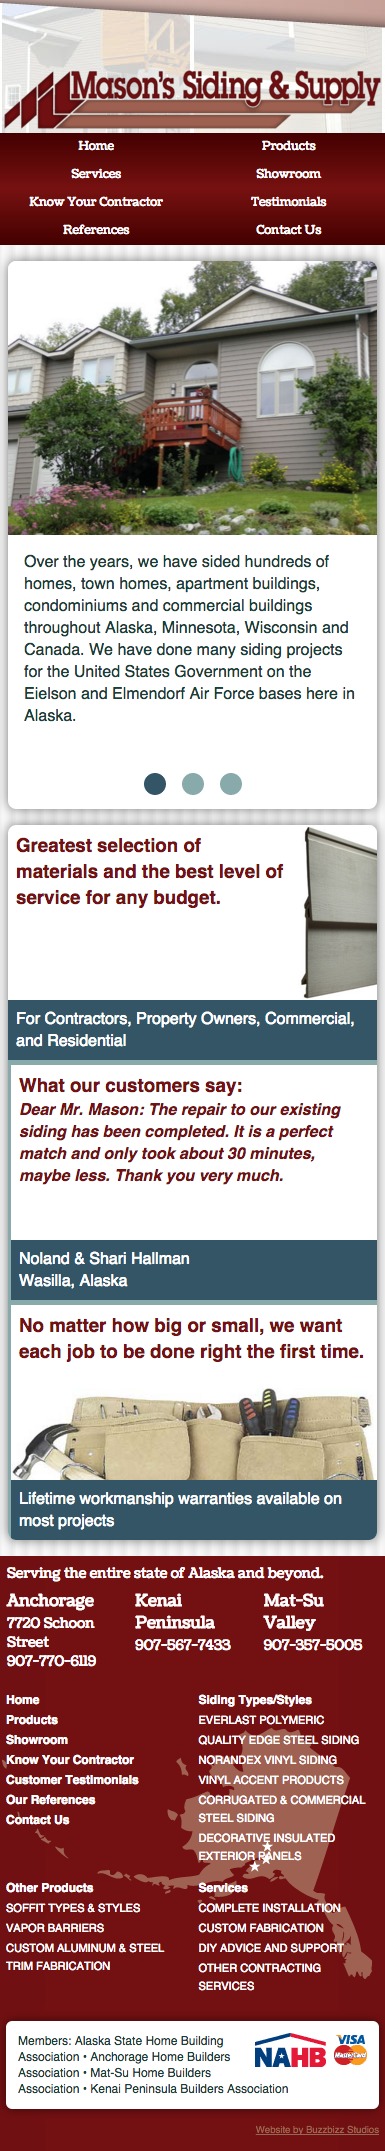 Mason's Siding & Supply
Home
Products
Services
Showroom
Know Your Contractor
Testimonials
References
Contact Us
Over the years, we have sided hundreds of
homes, town homes, apartment buildings,
condominiums and commercial buildings
throughout Alaska, Minnesota, Wisconsin and
Canada. We have done many siding projects
for the United States Government on the
Eielson and Elmendorf Air Force bases here in
Alaska.
Greatest selection of
materials and the best level of
service for any budget.
For Contractors, Property Owners, Commercial,
and Residential
What our customers say:
Dear Mr. Mason: The repair to our existing
siding has been completed. It is a perfect
match and only took about 30 minutes,
maybe less. Thank you very much.
Noland & Shari Hallman
Wasilla, Alaska
No matter how big or small, we want
each job to be done right the first time.
Lifetime workmanship warranties available on
most projects
Serving the entire state of Alaska and beyond.
Anchorage
7720 Schoon
Street
907-770-6119
Kenai
Peninsula
907-567-7433
Mat-Su
Valley
907-357-5005
Home
Products
Showroom
Know Your Contractor
Customer Testimonials
Our References
Contact Us
Siding Types/Styles
EVERLAST POLYMERIC
QUALITY EDGE STEEL SIDING
NORANDEX VINYL SIDING
VINYL ACCENT PRODUCTS
CORRUGATED & COMMERCIAL
STEEL SIDING
DECORATIVE INSULATED
EXTERIOR PANELS
Other Products
SOFFIT TYPES & STYLES
VAPOR BARRIERS
CUSTOM ALUMINUM & STEEL
TRIM FABRICATION
Services
COMPLETE INSTALLATION
CUSTOM FABRICATION
DIY ADVICE AND SUPPORT
OTHER CONTRACTING
SERVICES
Members: Alaska State Home Building
Association • Anchorage Home Builders
Association • Mat-Su Home Builders
Association • Kenai Peninsula Builders Association
NAHB
VISA
MasterCard
Website by Buzzbizz Studios